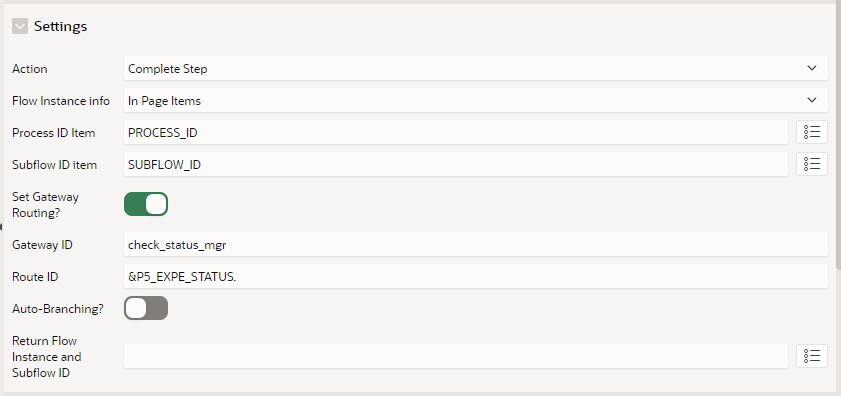 Settings
Action
Complete Step
Flow Instance info
In Page Items
Process ID Item
PROCESS_ID
Subflow ID item
SUBFLOW_ID
Set Gateway
Routing?
Gateway ID
check_status_mgr
Route ID
&P5_EXPE_STATUS.
Auto-Branching?
Return Flow
Instance and
Subflow ID